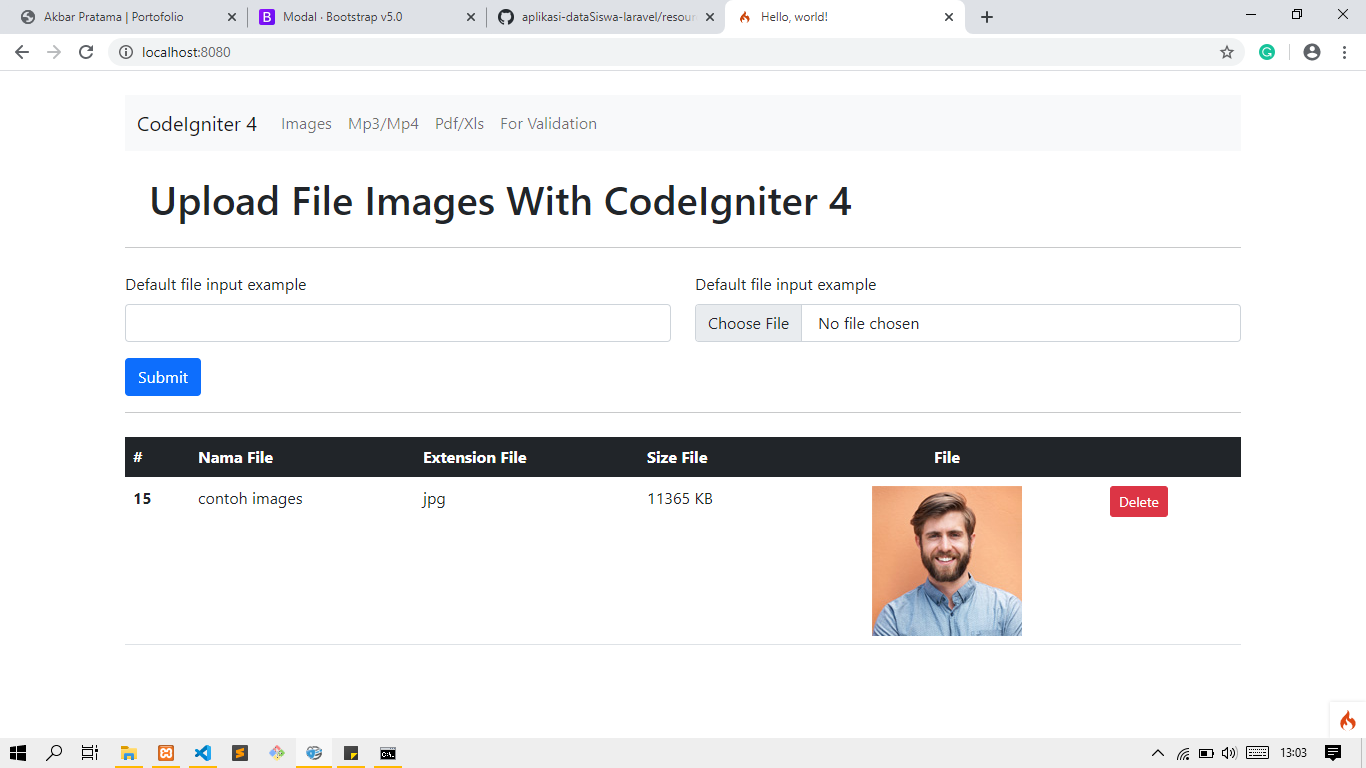 Akbar Pratama | Portofolio
Modal · Bootstrap v5.0
aplikasi-dataSiswa-laravel/resour
Hello, world!
localhost:8080
CodeIgniter 4 Images Mp3/Mp4 Pdf/Xls For Validation
Upload File Images With CodeIgniter 4
Default file input example Default file input example
Choose File No file chosen
Submit
# Nama File Extension File Size File File
15 contoh images jpg 11365 KB Delete
13:03